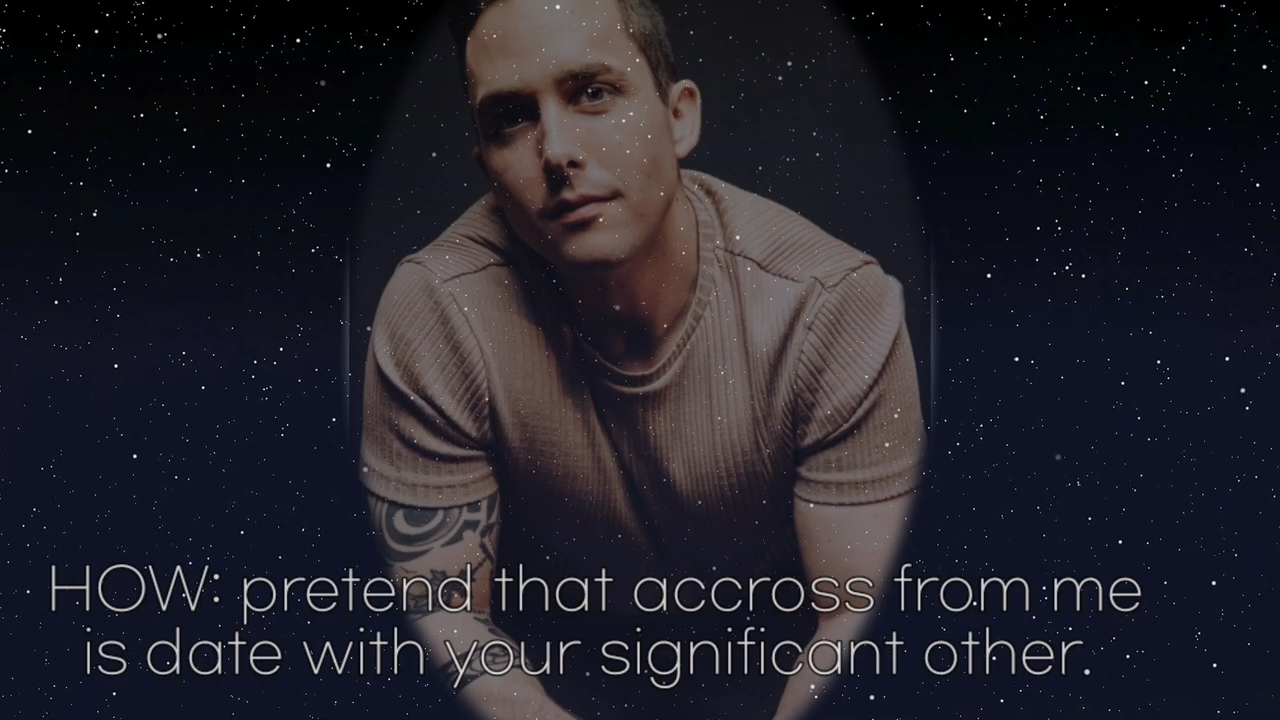 HOW: pretend that accross from me
is date with your significant other.